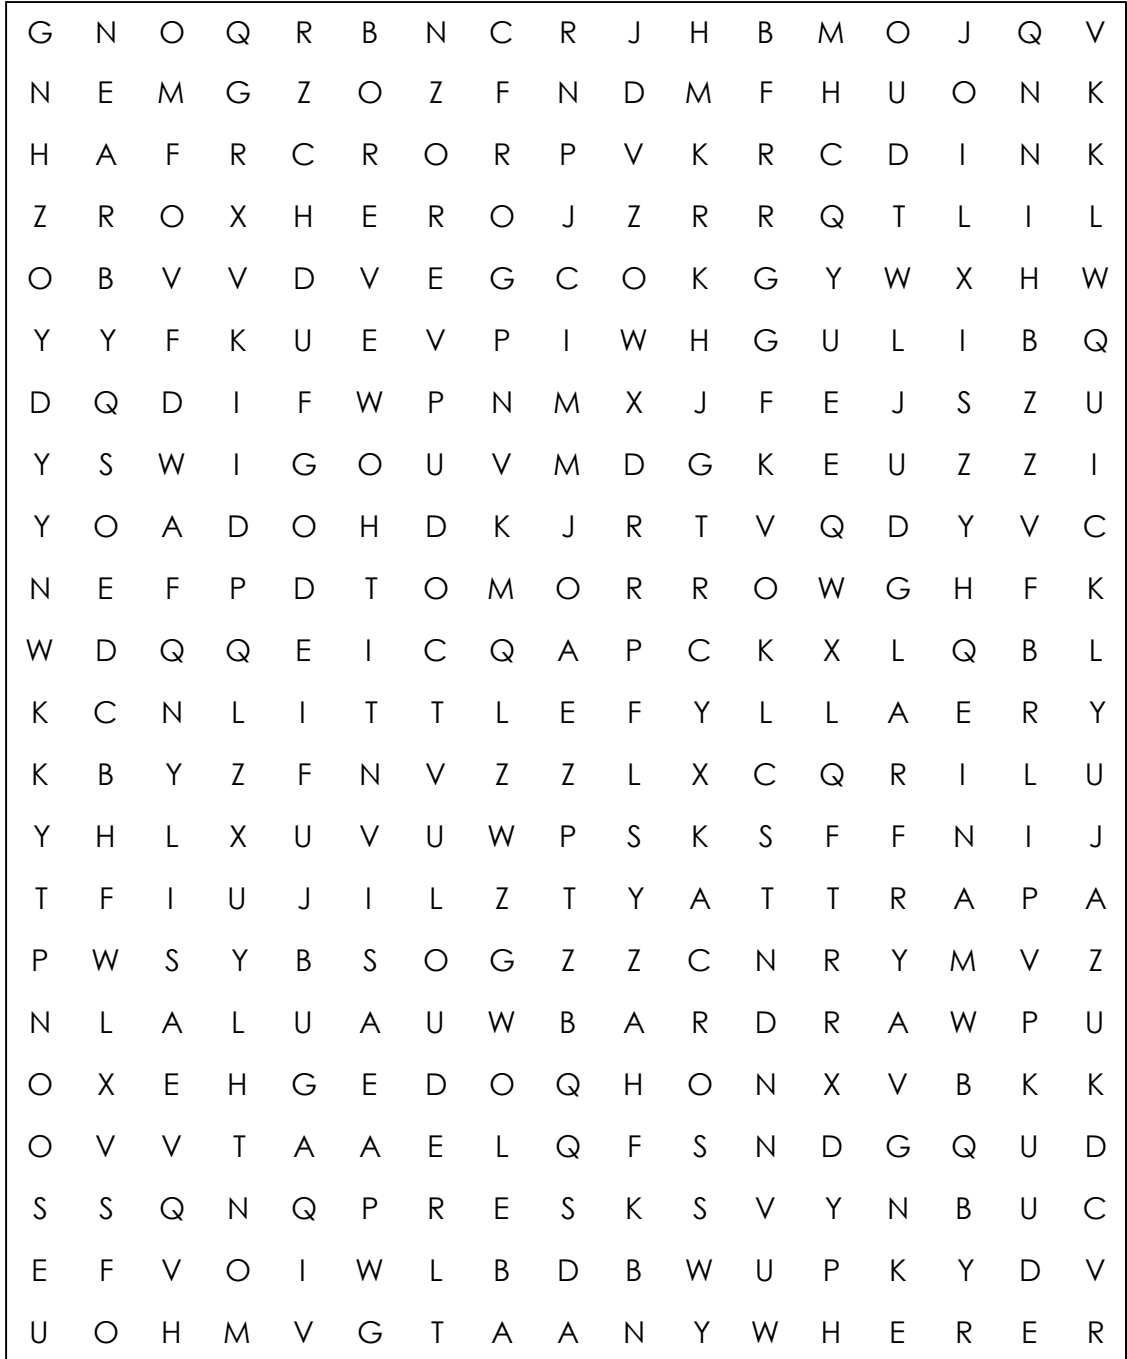 G N O Q R B N C R J H B M O J Q V
N E M G Z O Z F N D M F H U O N K
H A F R C R O R P V K R C D I N K
Z R O X H E R O J Z R R Q T L I L
O B V V D V E G C O K G Y W X H W
Y Y F K U E V P I W H G U L I B Q
D Q D I F W P N M X J F E J S Z U
Y S W I G O U V M D G K E U Z Z I
Y O A D O H D K J R T V Q D Y V C
N E F P D T O M O R R O W G H F K
W D Q Q E I C Q A P C K X L Q B L
K C N L I T T L E F Y L L A E R Y
K B Y Z F N V Z Z L X C Q R I L U
Y H L X U V U W P S K S F F N I J
T F I U J I L Z T Y A T T R A P A
P W S Y B S O G Z Z C N R Y M V Z
N L A L U A U W B A R D R A W P U
O X E H G E D O Q H O N X V B K K
O V V T A A E L Q F S N D G Q U D
S S Q N Q P R E S K S V Y N B U C
E F V O I W L B D B W U P K Y D V
U O H M V G T A A N Y W H E R E R